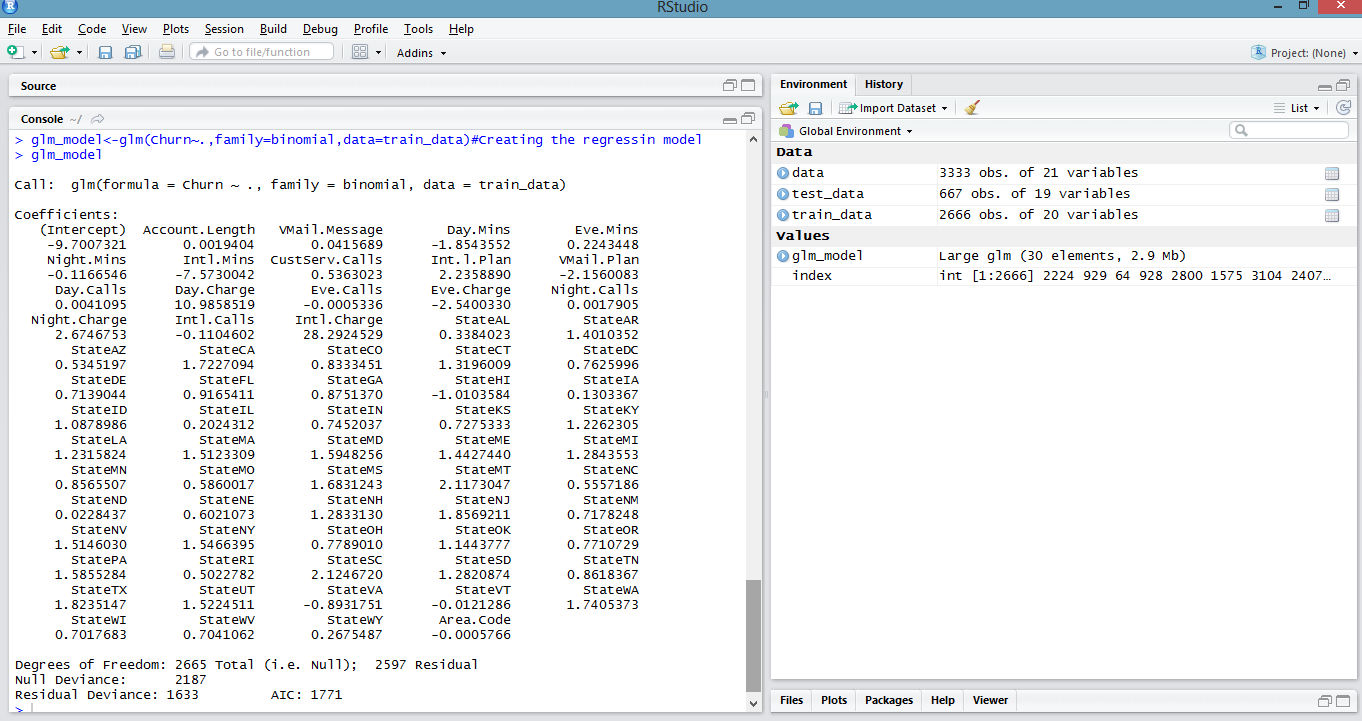 RStudio
File Edit Code View Plots Session Build Debug Profile Tools Help
Go to file/function Addins Project: (None)
Source
Console ~/
> glm_model<-glm(Churn~.,family=binomial,data=train_data)#Creating the regressin model
> glm_model
Call: glm(formula = Churn ~ ., family = binomial, data = train_data)
Coefficients:
(Intercept) Account.Length VMail.Message Day.Mins Eve.Mins
-9.7007321 0.0019404 0.0415689 -1.8543552 0.2243448
Night.Mins Intl.Mins CustServ.Calls Int.l.Plan VMail.Plan
-0.1166546 -7.5730042 0.5363023 2.2358890 -2.1560083
Day.Calls Day.Charge Eve.Calls Eve.Charge Night.Calls
0.0041095 10.9858519 -0.0005336 -2.5400330 0.0017905
Night.Charge Intl.Calls Intl.Charge StateAL StateAR
2.6746753 -0.1104602 28.2924529 0.3384023 1.4010352
StateAZ StateCA StateCO StateCT StateDC
0.5345197 1.7227094 0.8333451 1.3196009 0.7625996
StateDE StateFL StateGA StateHI StateIA
0.7139044 0.9165411 0.8751370 -1.0103584 0.1303367
StateID StateIL StateIN StateKS StateKY
1.0878986 0.2024312 0.7452037 0.7275333 1.2262305
StateLA StateMA StateMD StateME StateMI
1.2315824 1.5123309 1.5948256 1.4427440 1.2843553
StateMN StateMO StateMS StateMT StateNC
0.8565507 0.5860017 1.6831243 2.1173047 0.5557186
StateND StateNE StateNH StateNJ StateNM
0.0228437 0.6021073 1.2833130 1.8569211 0.7178248
StateNV StateNY StateOH StateOK StateOR
1.5146030 1.5466395 0.7789010 1.1443777 0.7710729
StatePA StateRI StateSC StateSD StateTN
1.5855284 0.5022782 2.1246720 1.2820874 0.8618367
StateTX StateUT StateVA StateVT StateWA
1.8235147 1.5224511 -0.8931751 -0.0121286 1.7405373
StateWI StateWV StateWY Area.Code
0.7017683 0.7041062 0.2675487 -0.0005766
Degrees of Freedom: 2665 Total (i.e. Null); 2597 Residual
Null Deviance: 2187
Residual Deviance: 1633 AIC: 1771
>
Environment History
Import Dataset List
Global Environment
Data
data 3333 obs. of 21 variables
test_data 667 obs. of 19 variables
train_data 2666 obs. of 20 variables
Values
glm_model Large glm (30 elements, 2.9 Mb)
index int [1:2666] 2224 929 64 928 2800 1575 3104 2407...
Files Plots Packages Help Viewer